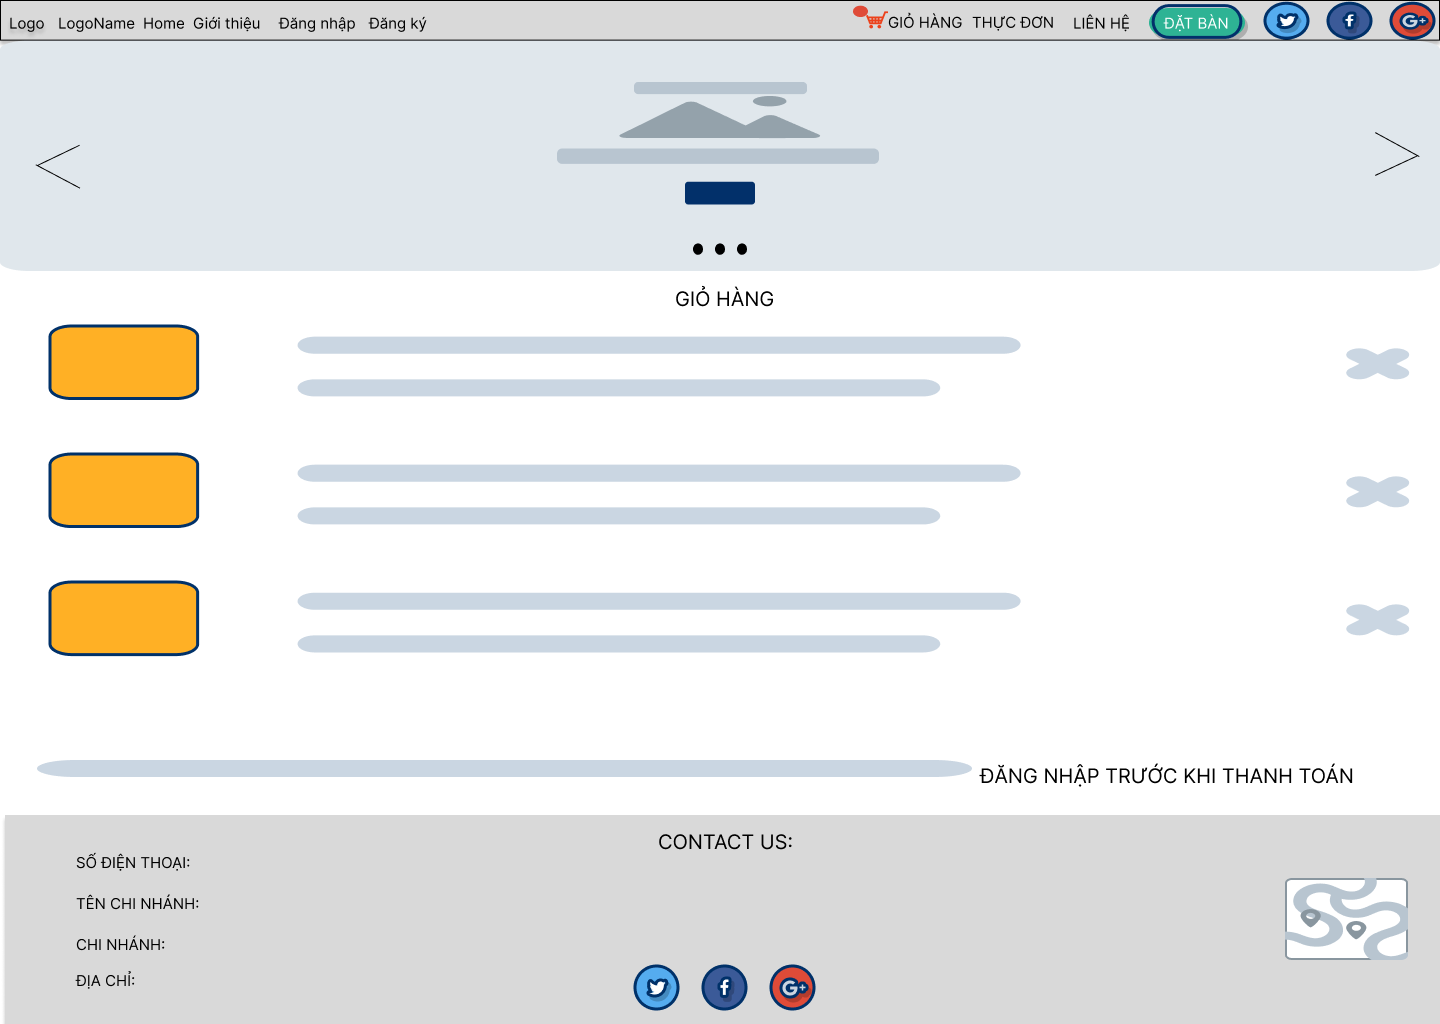 Logo LogoName Home Giới thiệu Đăng nhập Đăng ký GIỎ HÀNG THỰC ĐƠN LIÊN HỆ ĐẶT BÀN
GIỎ HÀNG
ĐĂNG NHẬP TRƯỚC KHI THANH TOÁN
CONTACT US:
SỐ ĐIỆN THOẠI:
TÊN CHI NHÁNH:
CHI NHÁNH:
ĐỊA CHỈ: